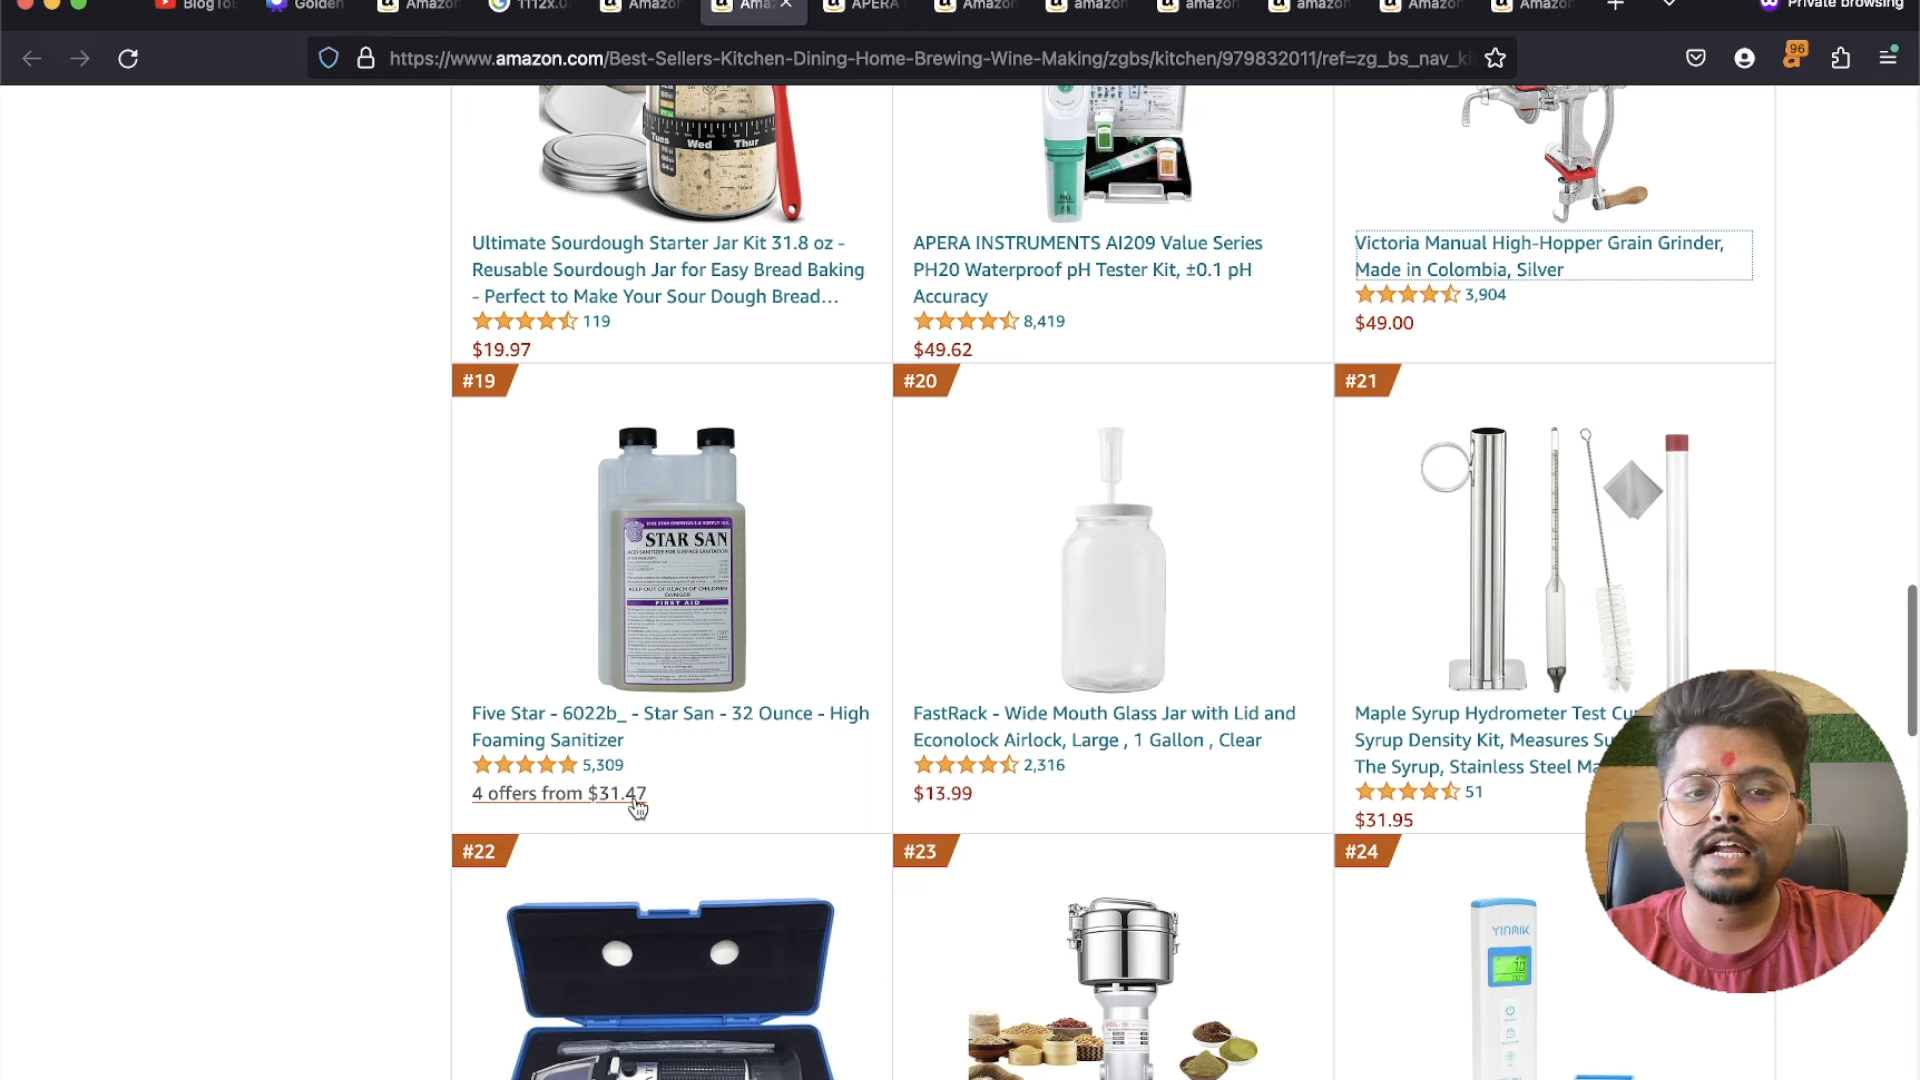 BlogTo
Golden
Amazon
1112x.0
Amazon
Ama
APERA
Amazon
amazon
amazon
amazon
Amazon
Amazon
Private browsing
https://www.amazon.com/Best-Sellers-Kitchen-Dining-Home-Brewing-Wine-Making/zgbs/kitchen/979832011/ref=zg_bs_nav_ki
96
Tues Wed Thur
Ultimate Sourdough Starter Jar Kit 31.8 oz -
Reusable Sourdough Jar for Easy Bread Baking
- Perfect to Make Your Sour Dough Bread…
119
$19.97
APERA INSTRUMENTS AI209 Value Series
PH20 Waterproof pH Tester Kit, ±0.1 pH
Accuracy
8,419
$49.62
Victoria Manual High-Hopper Grain Grinder,
Made in Colombia, Silver
3,904
$49.00
#19
FIVE STAR CHEMICALS & SUPPLY INC.
STAR SAN
ACID SANITIZER FOR SURFACE SANITATION
KEEP OUT OF REACH OF CHILDREN
DANGER
FIRST AID
Five Star - 6022b_ - Star San - 32 Ounce - High
Foaming Sanitizer
5,309
4 offers from $31.47
#20
FastRack - Wide Mouth Glass Jar with Lid and
Econolock Airlock, Large , 1 Gallon , Clear
2,316
$13.99
#21
Maple Syrup Hydrometer Test Cu
Syrup Density Kit, Measures Su
The Syrup, Stainless Steel Ma
51
$31.95
#22
#23
#24
YINMIK
7.0